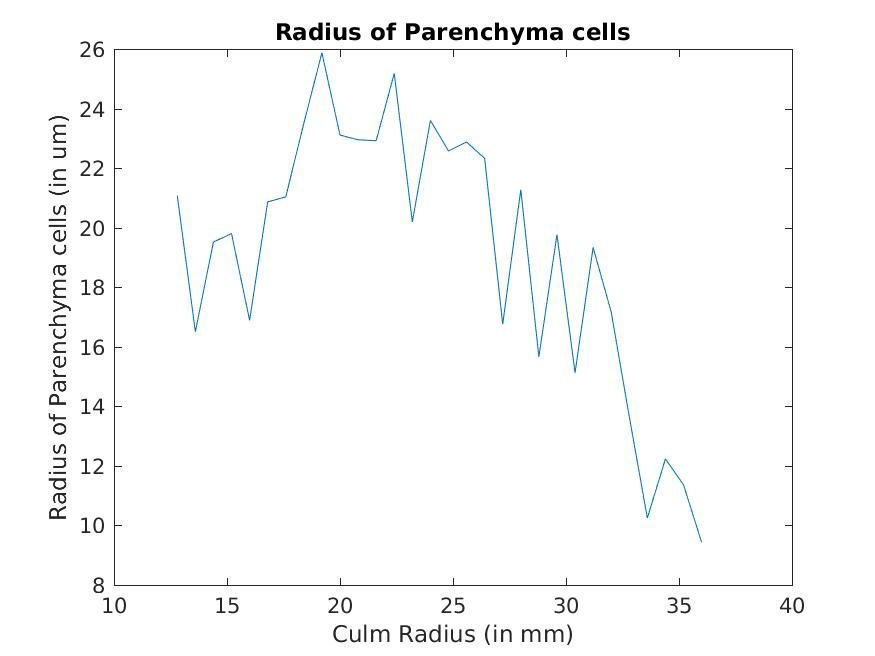 Radius of Parenchyma cells
Radius of Parenchyma cells (in um)
26
24
22
20
18
16
14
12
10
8
10 15 20 25 30 35 40
Culm Radius (in mm)